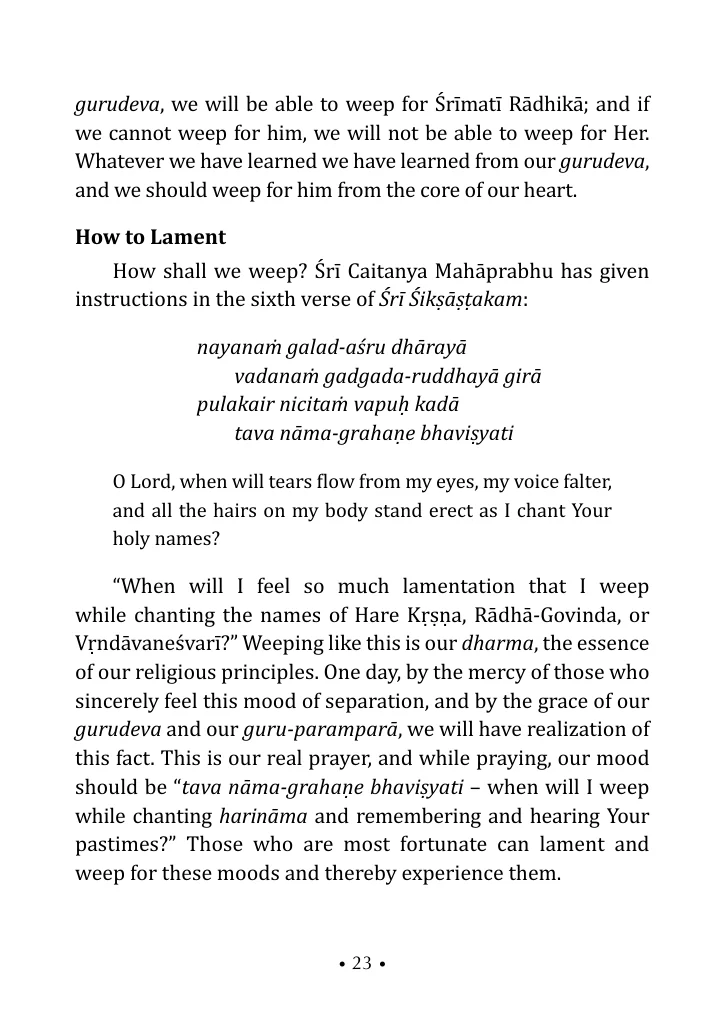 gurudeva, we will be able to weep for Śrīmatī Rādhikā; and if
we cannot weep for him, we will not be able to weep for Her.
Whatever we have learned we have learned from our gurudeva,
and we should weep for him from the core of our heart.
How to Lament
How shall we weep? Śrī Caitanya Mahāprabhu has given
instructions in the sixth verse of Śrī Śikṣāṣṭakam:
nayanaṁ galad-aśru dhārayā
vadanaṁ gadgada-ruddhayā girā
pulakair nicitaṁ vapuḥ kadā
tava nāma-grahaṇe bhaviṣyati
O Lord, when will tears flow from my eyes, my voice falter,
and all the hairs on my body stand erect as I chant Your
holy names?
“When will I feel so much lamentation that I weep
while chanting the names of Hare Kṛṣṇa, Rādhā-Govinda, or
Vṛndāvaneśvarī?” Weeping like this is our dharma, the essence
of our religious principles. One day, by the mercy of those who
sincerely feel this mood of separation, and by the grace of our
gurudeva and our guru-paramparā, we will have realization of
this fact. This is our real prayer, and while praying, our mood
should be “tava nāma-grahaṇe bhaviṣyati – when will I weep
while chanting harināma and remembering and hearing Your
pastimes?” Those who are most fortunate can lament and
weep for these moods and thereby experience them.
• 23 •